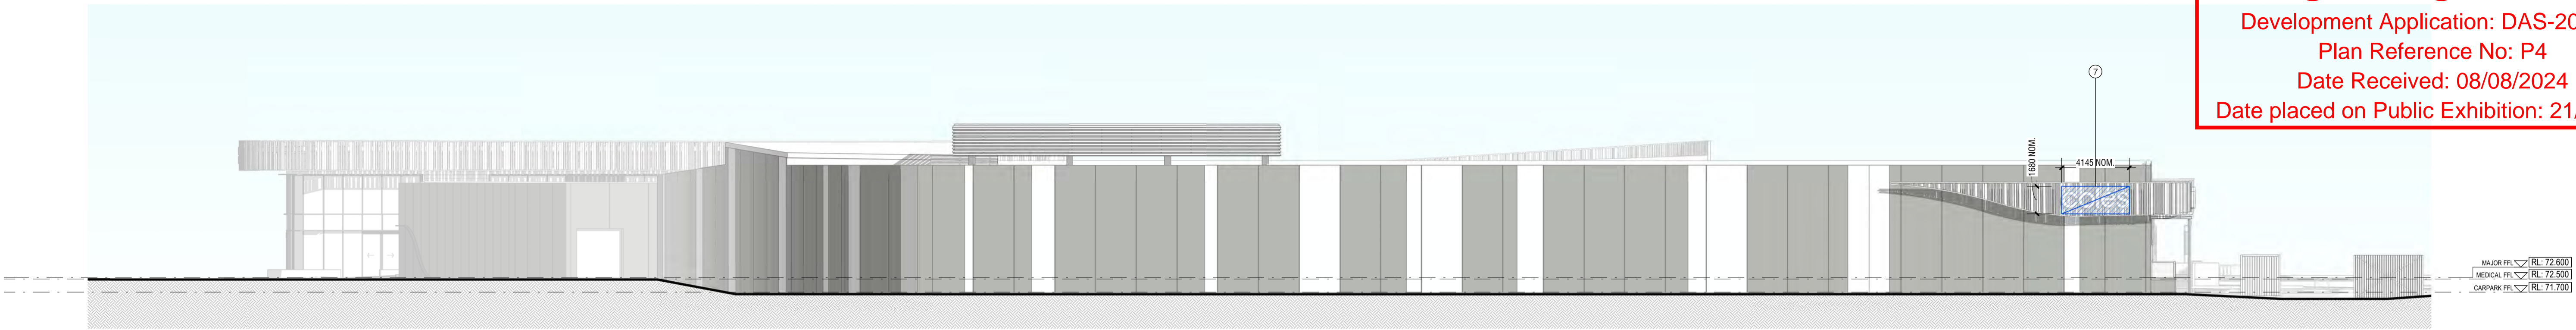 Development Application: DAS-20
Plan Reference No: P4
Date Received: 08/08/2024
Date placed on Public Exhibition: 21
7
4145 NOM.
1680 NOM.
coles
MAJOR FFL RL: 72.600
MEDICAL FFL RL: 72.500
CARPARK FFL RL: 71.700